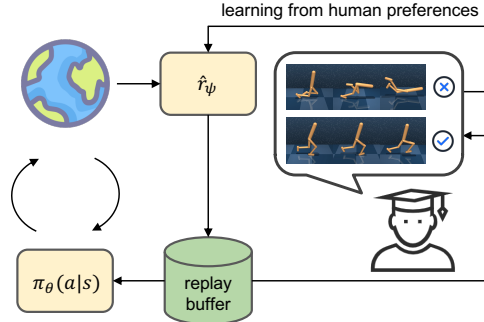 learning from human preferences
r̂ψ
πθ(a|s)
replay
buffer